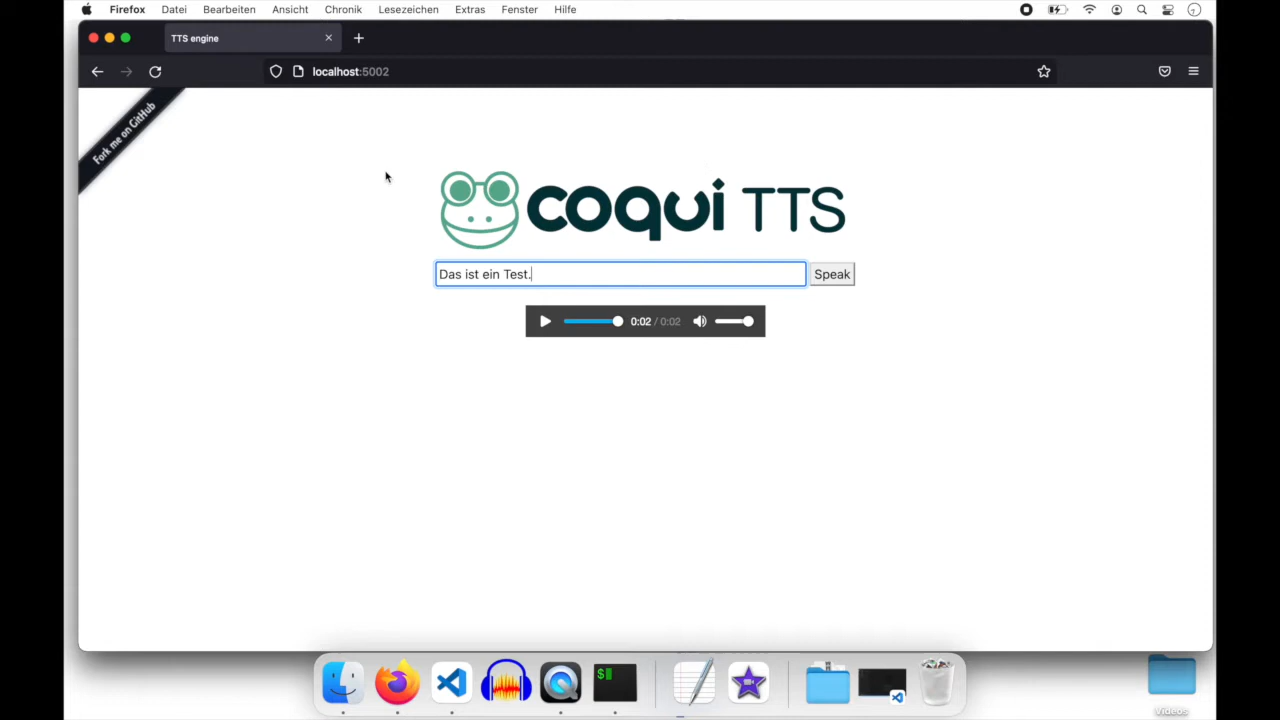 Firefox Datei Bearbeiten Ansicht Chronik Lesezeichen Extras Fenster Hilfe
TTS engine
localhost:5002
Fork me on GitHub
coqui TTS
Das ist ein Test.
Speak
0:02 / 0:02
$
Videos